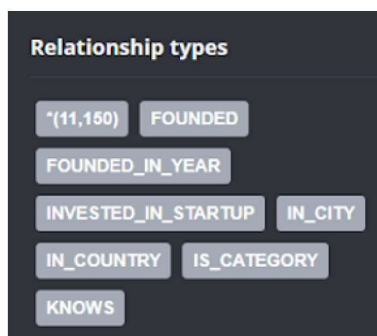 Relationship types
*(11,150) FOUNDED
FOUNDED_IN_YEAR
INVESTED_IN_STARTUP IN_CITY
IN_COUNTRY IS_CATEGORY
KNOWS